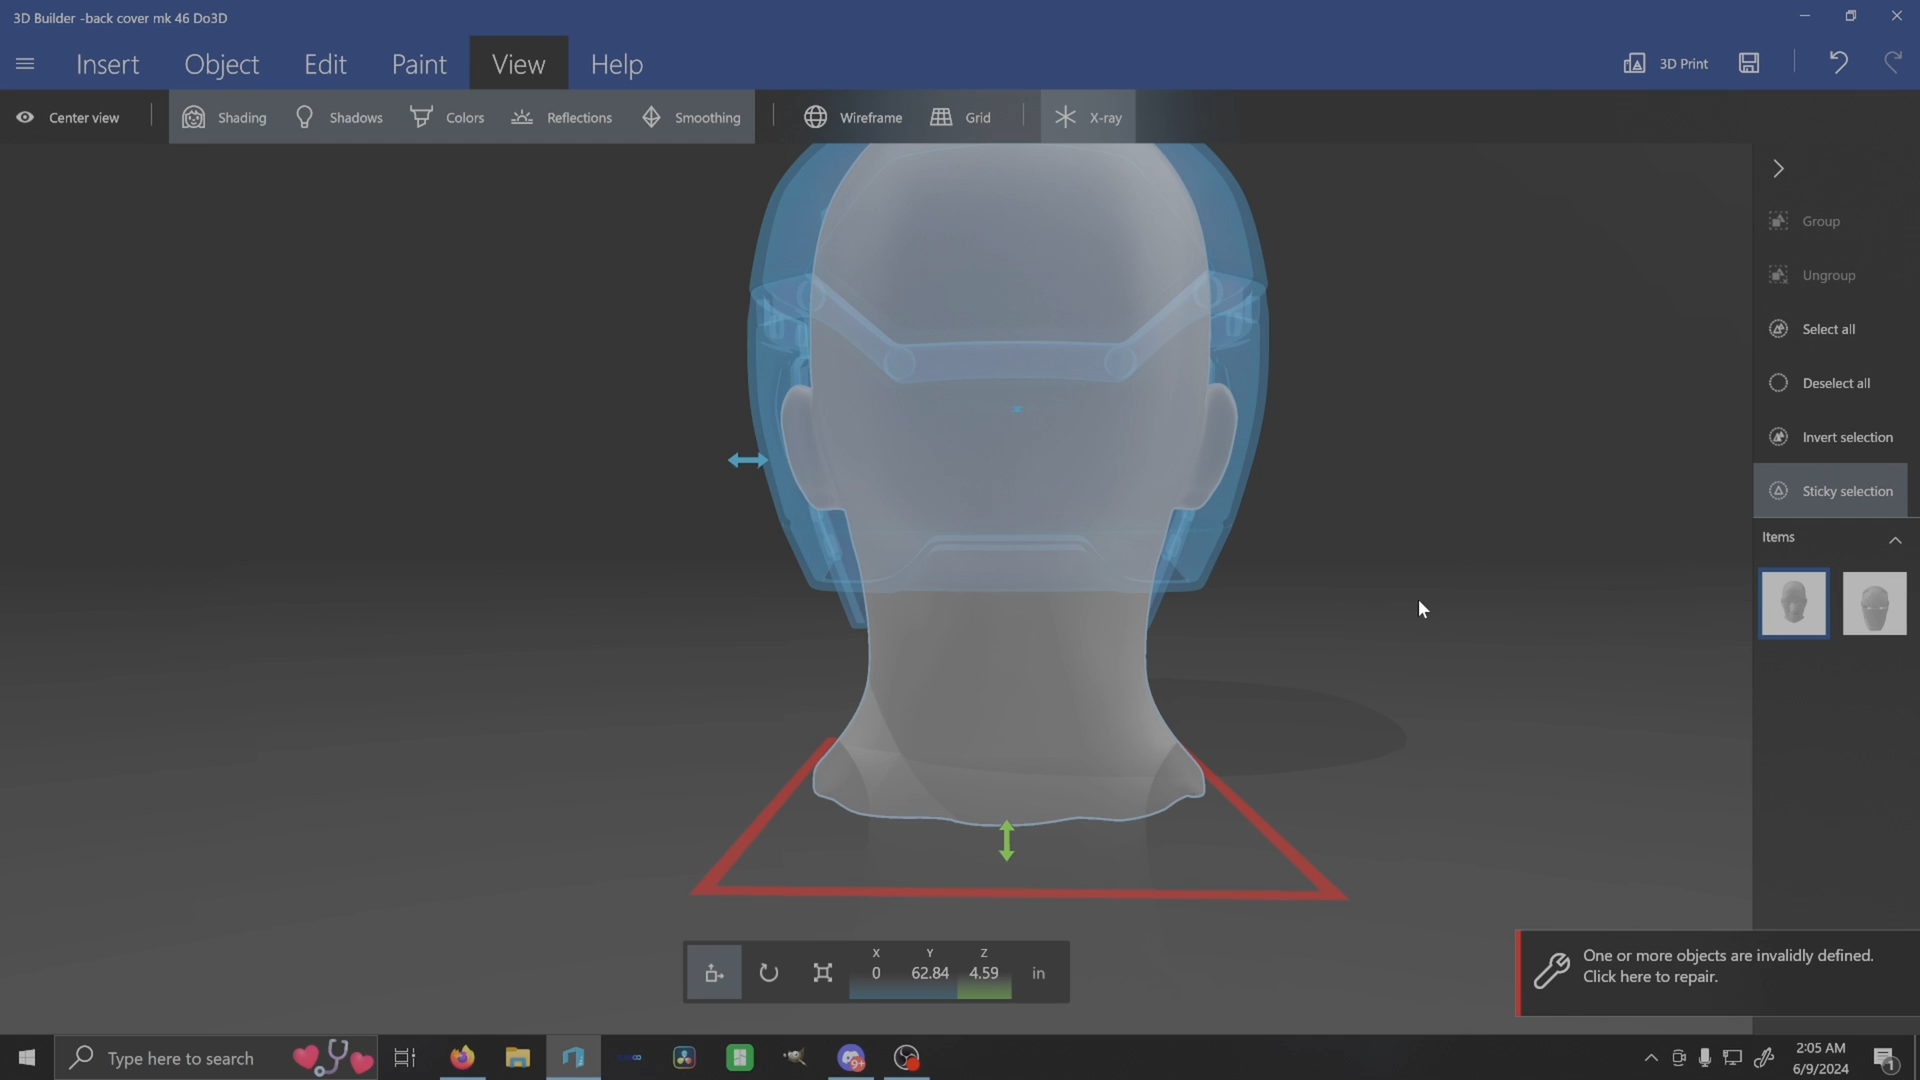 3D Builder -back cover mk 46 Do3D
Insert Object Edit Paint View Help
3D Print
Center view Shading Shadows Colors Reflections Smoothing Wireframe Grid X-ray
Group
Ungroup
Select all
Deselect all
Invert selection
Sticky selection
Items
X Y Z
0 62.84 4.59 in
One or more objects are invalidly defined.
Click here to repair.
Type here to search
9+
2:05 AM
6/9/2024
1